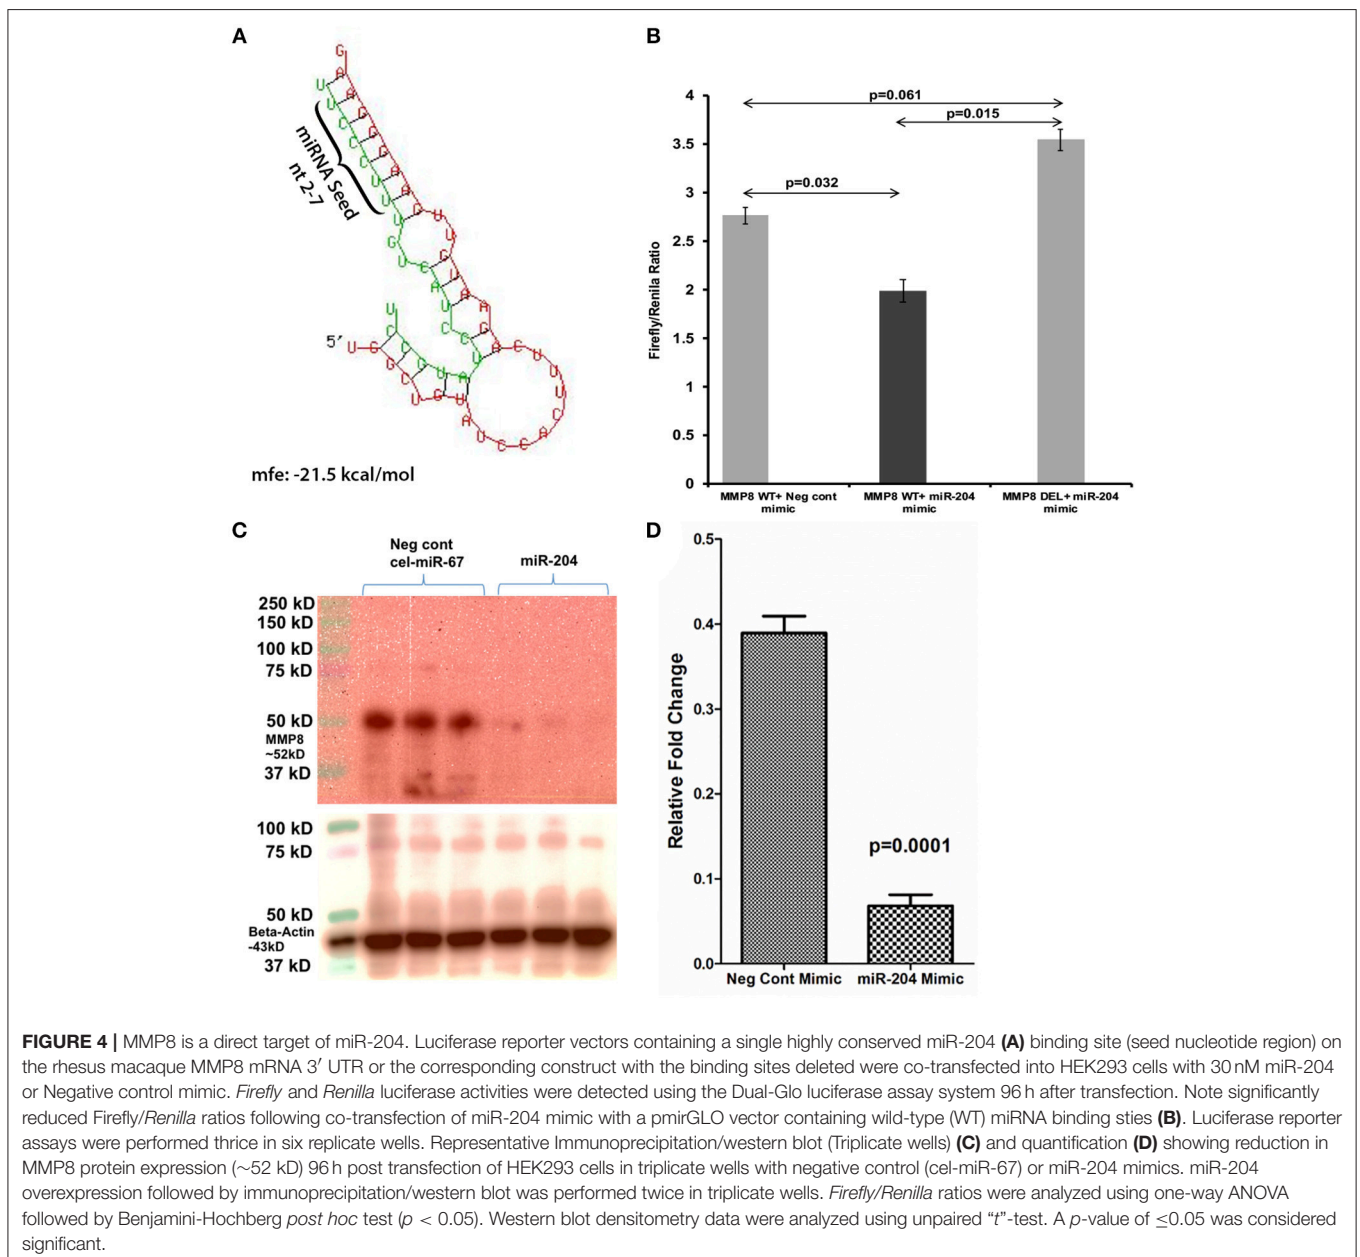 A
G
A
U
miRNA Seed
nt 2-7
5′ U
mfe: -21.5 kcal/mol
B
4
3.5
3
2.5
2
1.5
1
0.5
0
Firefly/Renila Ratio
p=0.061
p=0.015
p=0.032
MMP8 WT+ Neg cont
mimic
MMP8 WT+ miR-204
mimic
MMP8 DEL+ miR-204
mimic
C
Neg cont
cel-miR-67
miR-204
250 kD
150 kD
100 kD
75 kD
50 kD
MMP8
~52kD
37 kD
100 kD
75 kD
50 kD
Beta-Actin
-43kD
37 kD
D
0.5
0.4
0.3
0.2
0.1
0.0
Relative Fold Change
p=0.0001
Neg Cont Mimic
miR-204 Mimic
FIGURE 4 | MMP8 is a direct target of miR-204. Luciferase reporter vectors containing a single highly conserved miR-204 (A) binding site (seed nucleotide region) on
the rhesus macaque MMP8 mRNA 3′ UTR or the corresponding construct with the binding sites deleted were co-transfected into HEK293 cells with 30 nM miR-204
or Negative control mimic. Firefly and Renilla luciferase activities were detected using the Dual-Glo luciferase assay system 96 h after transfection. Note significantly
reduced Firefly/Renilla ratios following co-transfection of miR-204 mimic with a pmirGLO vector containing wild-type (WT) miRNA binding sties (B). Luciferase reporter
assays were performed thrice in six replicate wells. Representative Immunoprecipitation/western blot (Triplicate wells) (C) and quantification (D) showing reduction in
MMP8 protein expression (∼52 kD) 96 h post transfection of HEK293 cells in triplicate wells with negative control (cel-miR-67) or miR-204 mimics. miR-204
overexpression followed by immunoprecipitation/western blot was performed twice in triplicate wells. Firefly/Renilla ratios were analyzed using one-way ANOVA
followed by Benjamini-Hochberg post hoc test (p < 0.05). Western blot densitometry data were analyzed using unpaired “t”-test. A p-value of ≤0.05 was considered
significant.